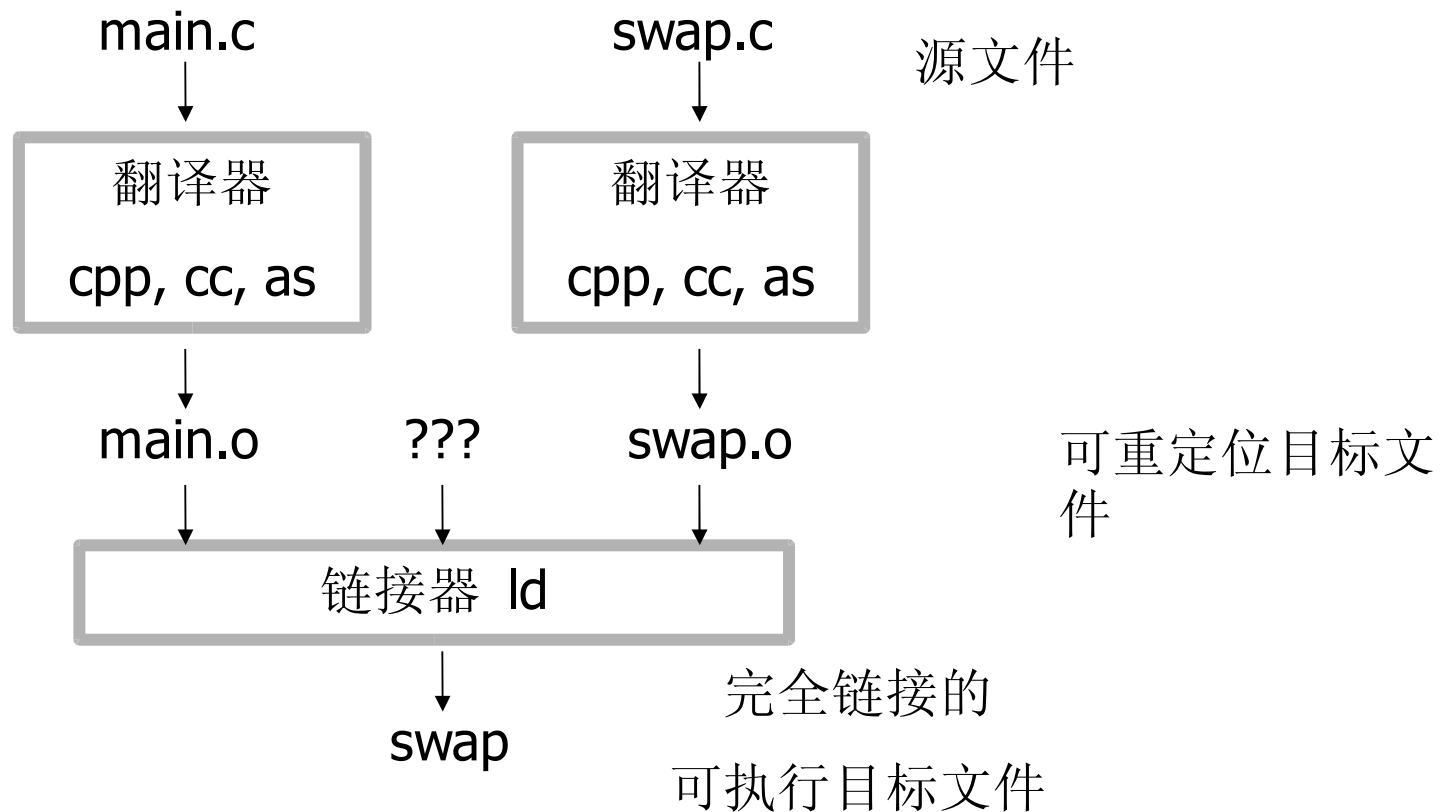 main.c
swap.c
源文件
翻译器
翻译器
cpp, cc, as
cpp, cc, as
main.o
???
swap.o
可重定位目标文
件
链接器 ld
完全链接的
swap
可执行目标文件